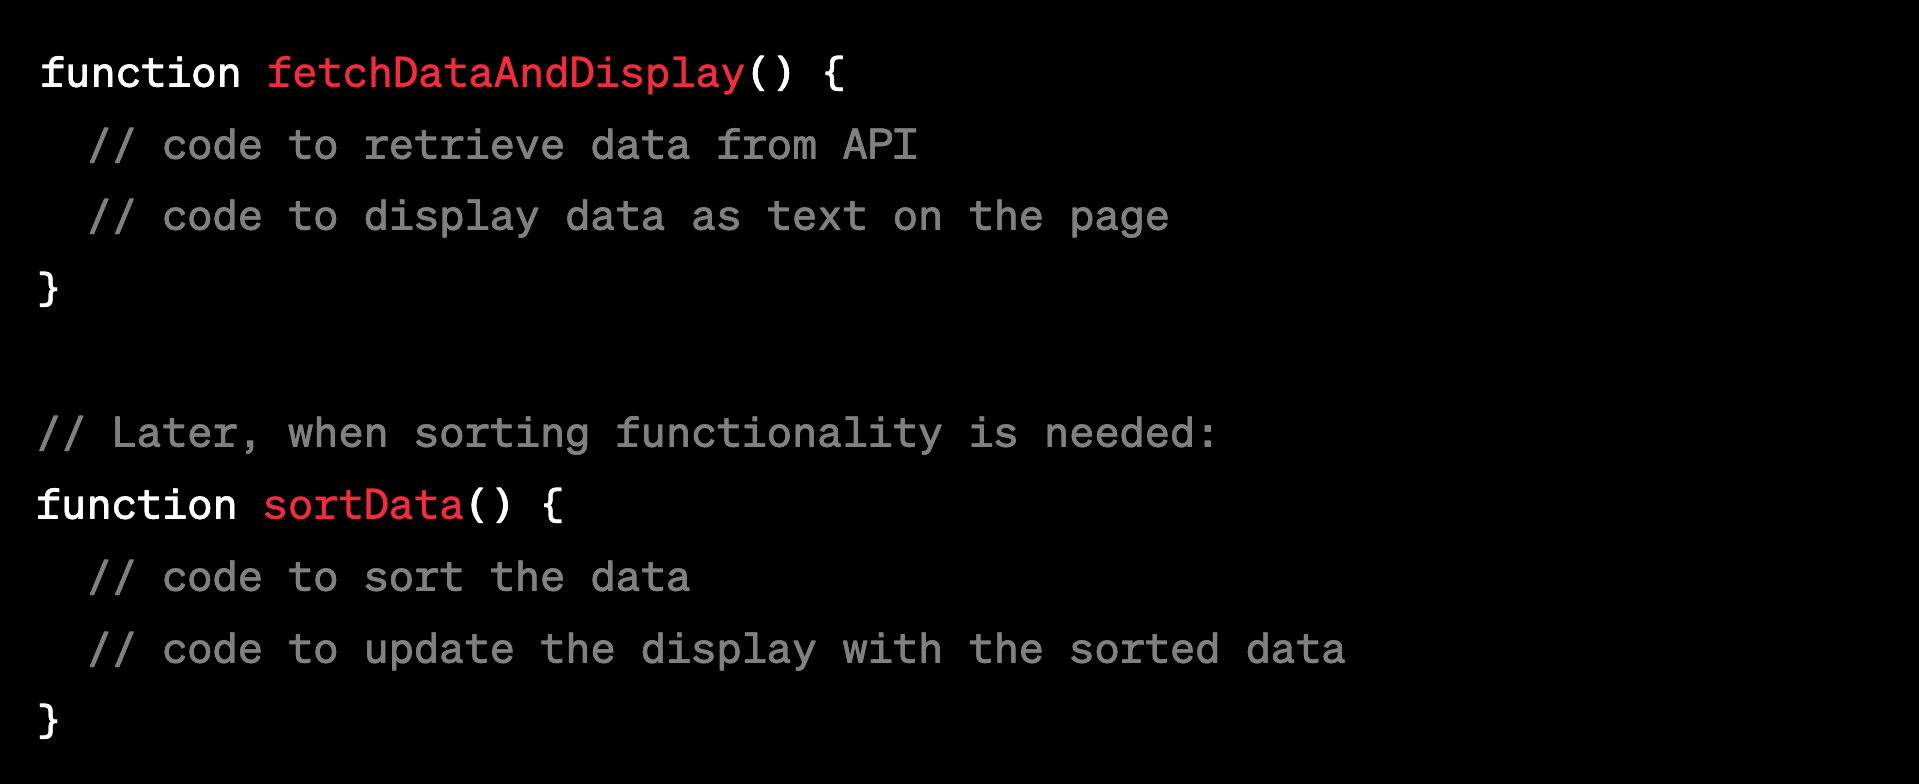 function fetchDataAndDisplay() {
  // code to retrieve data from API
  // code to display data as text on the page
}

// Later, when sorting functionality is needed:
function sortData() {
  // code to sort the data
  // code to update the display with the sorted data
}